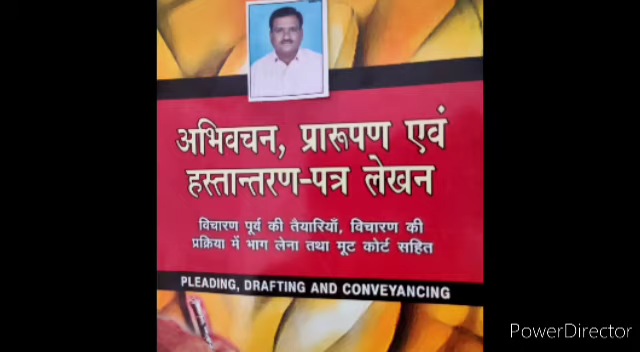 अभिवचन, प्रारूपण एवं
हस्तान्तरण-पत्र लेखन
विचारण पूर्व की तैयारियाँ, विचारण की
प्रक्रिया में भाग लेना तथा मूट कोर्ट सहित
PLEADING, DRAFTING AND CONVEYANCING
PowerDirector